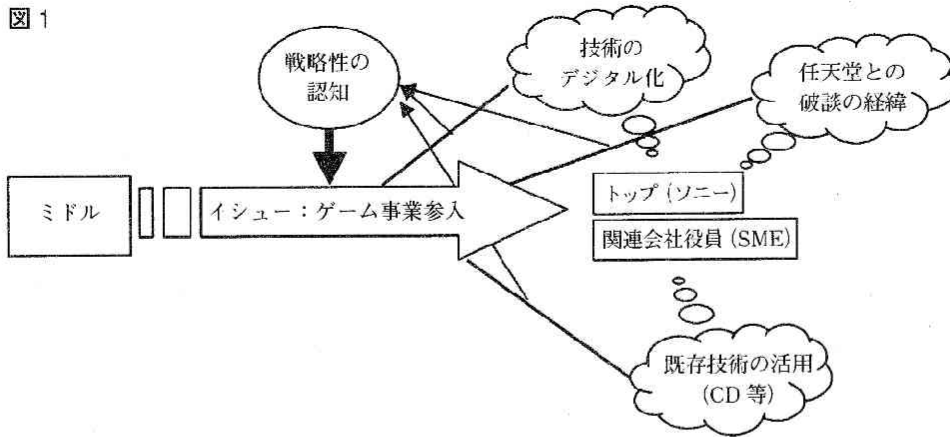 図1
戦略性の
認知
技術の
デジタル化
任天堂との
破談の経緯
ミドル
イシュー：ゲーム事業参入
トップ（ソニー）
関連会社役員（SME）
既存技術の活用
（CD 等）